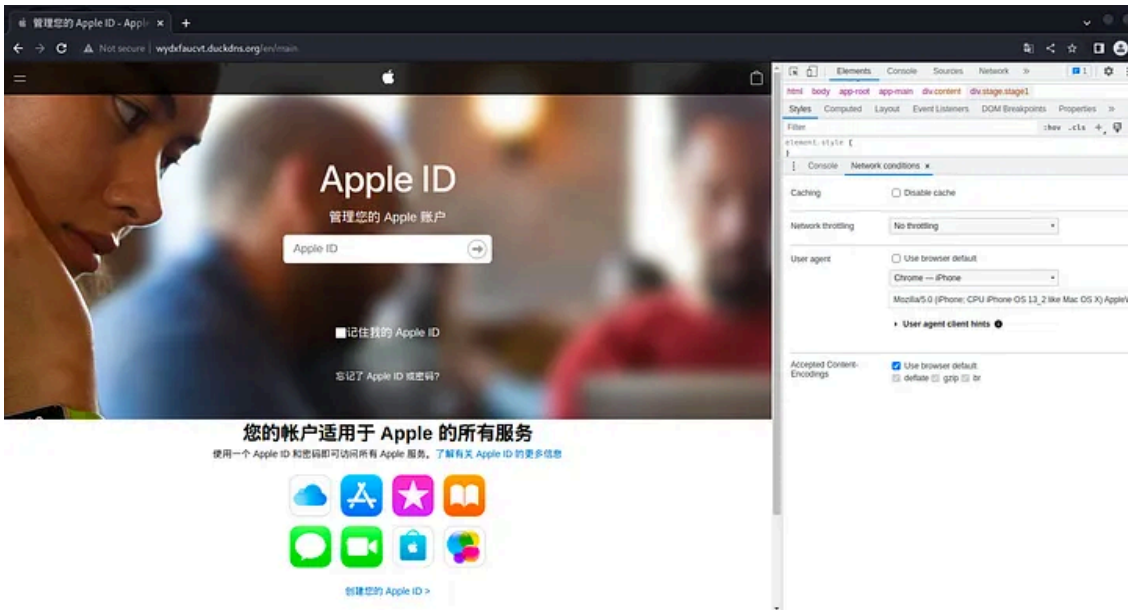 管理您的 Apple ID - Appl
Not secure | wydxfaucvt.duckdns.org/en/main
Elements Console Sources Network » 1
html body app-root app-main div.content div.stage.stage1
Styles Computed Layout Event Listeners DOM Breakpoints Properties »
Filter :hov .cls +
element.style {
}
Console Network conditions ×
Caching Disable cache
Network throttling No throttling
User agent Use browser default
Chrome — iPhone
Mozilla/5.0 (iPhone; CPU iPhone OS 13_2 like Mac OS X) AppleW
User agent client hints
Accepted Content-Encodings Use browser default
deflate gzip br
Apple ID
管理您的 Apple 账户
Apple ID
记住我的 Apple ID
忘记了 Apple ID 或密码?
您的帐户适用于 Apple 的所有服务
使用一个 Apple ID 和密码即可访问所有 Apple 服务。了解有关 Apple ID 的更多信息
创建您的 Apple ID >